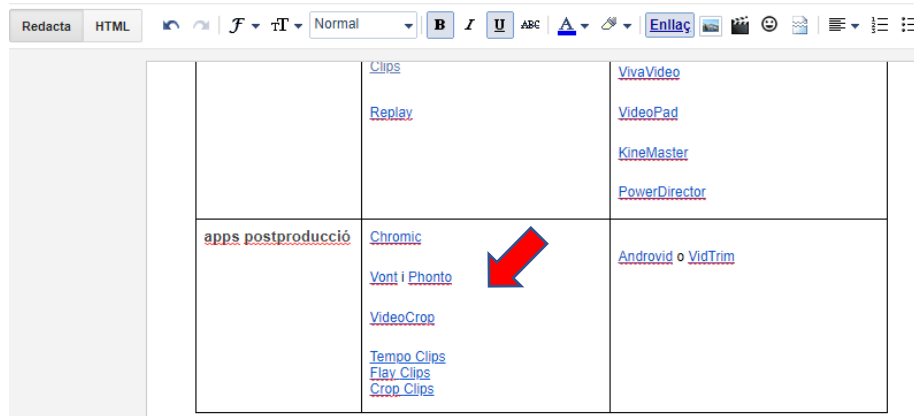 Redacta HTML F T Normal B I U ABC A Enllaç
Clips
Replay
VivaVideo
VideoPad
KineMaster
PowerDirector
apps postproducció
Chromic
Vont i Phonto
VideoCrop
Tempo Clips
Flay Clips
Crop Clips
Androvid o VidTrim